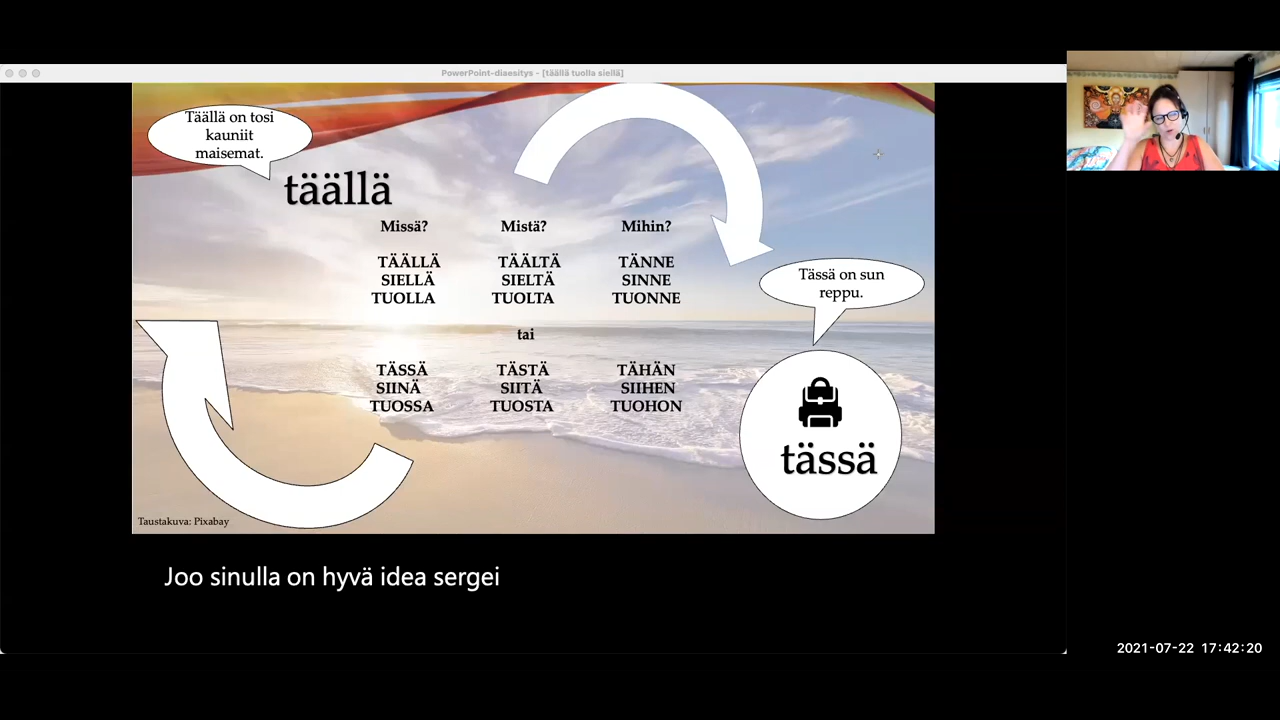 PowerPoint-diaesitys - [täällä tuolla siellä]
Täällä on tosi
kauniit
maisemat.
täällä
Missä? Mistä? Mihin?
TÄÄLLÄ TÄÄLTÄ TÄNNE
SIELLÄ SIELTÄ SINNE
TUOLLA TUOLTA TUONNE
tai
TÄSSÄ TÄSTÄ TÄHÄN
SIINÄ SIITÄ SIIHEN
TUOSSA TUOSTA TUOHON
Tässä on sun
reppu.
tässä
Taustakuva: Pixabay
Joo sinulla on hyvä idea sergei
2021-07-22 17:42:20